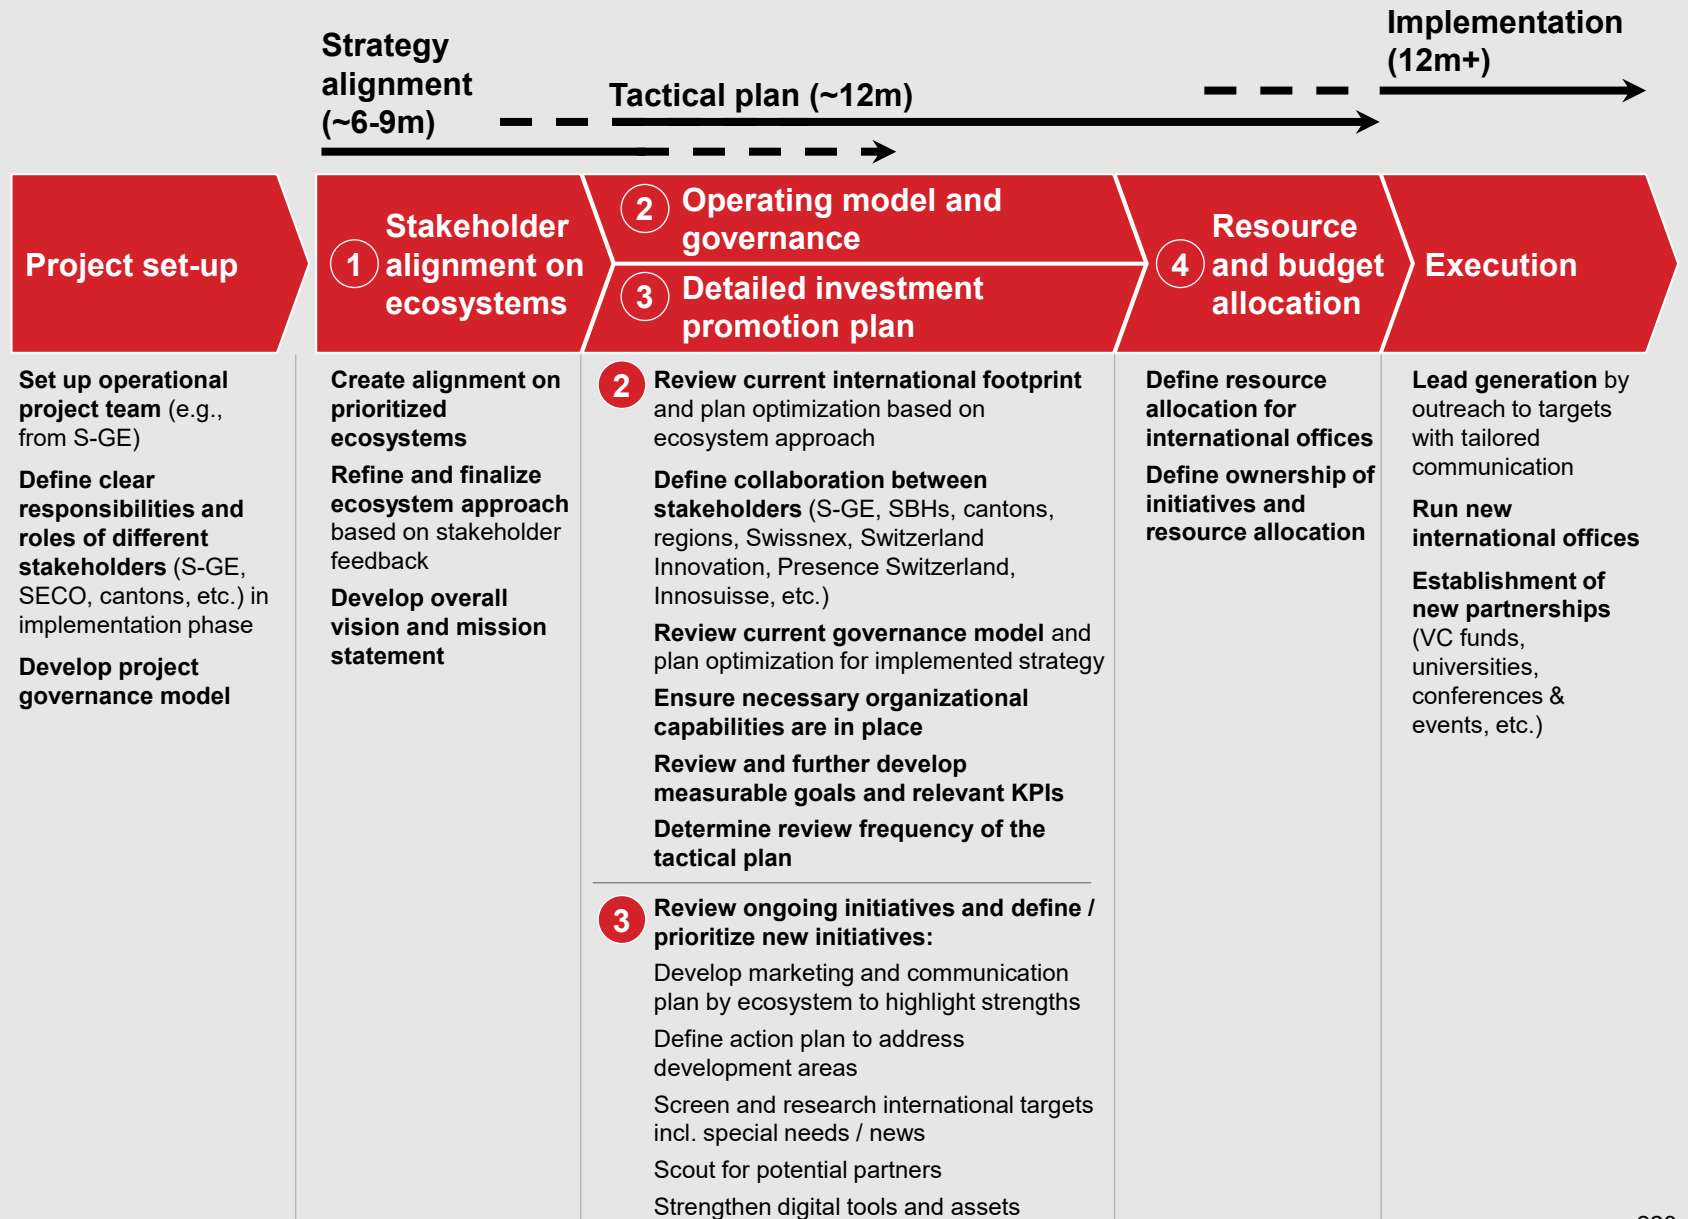 Strategy
alignment
(~6-9m)
Tactical plan (~12m)
Implementation
(12m+)
Project set-up
1
Stakeholder
alignment on
ecosystems
2
Operating model and
governance
3
Detailed investment
promotion plan
4
Resource
and budget
allocation
Execution
Set up operational
project team (e.g.,
from S-GE)
Define clear
responsibilities and
roles of different
stakeholders (S-GE,
SECO, cantons, etc.) in
implementation phase
Develop project
governance model
Create alignment on
prioritized
ecosystems
Refine and finalize
ecosystem approach
based on stakeholder
feedback
Develop overall
vision and mission
statement
2
Review current international footprint
and plan optimization based on
ecosystem approach
Define collaboration between
stakeholders (S-GE, SBHs, cantons,
regions, Swissnex, Switzerland
Innovation, Presence Switzerland,
Innosuisse, etc.)
Review current governance model and
plan optimization for implemented strategy
Ensure necessary organizational
capabilities are in place
Review and further develop
measurable goals and relevant KPIs
Determine review frequency of the
tactical plan
3
Review ongoing initiatives and define /
prioritize new initiatives:
Develop marketing and communication
plan by ecosystem to highlight strengths
Define action plan to address
development areas
Screen and research international targets
incl. special needs / news
Scout for potential partners
Strengthen digital tools and assets
Define resource
allocation for
international offices
Define ownership of
initiatives and
resource allocation
Lead generation by
outreach to targets
with tailored
communication
Run new
international offices
Establishment of
new partnerships
(VC funds,
universities,
conferences &
events, etc.)